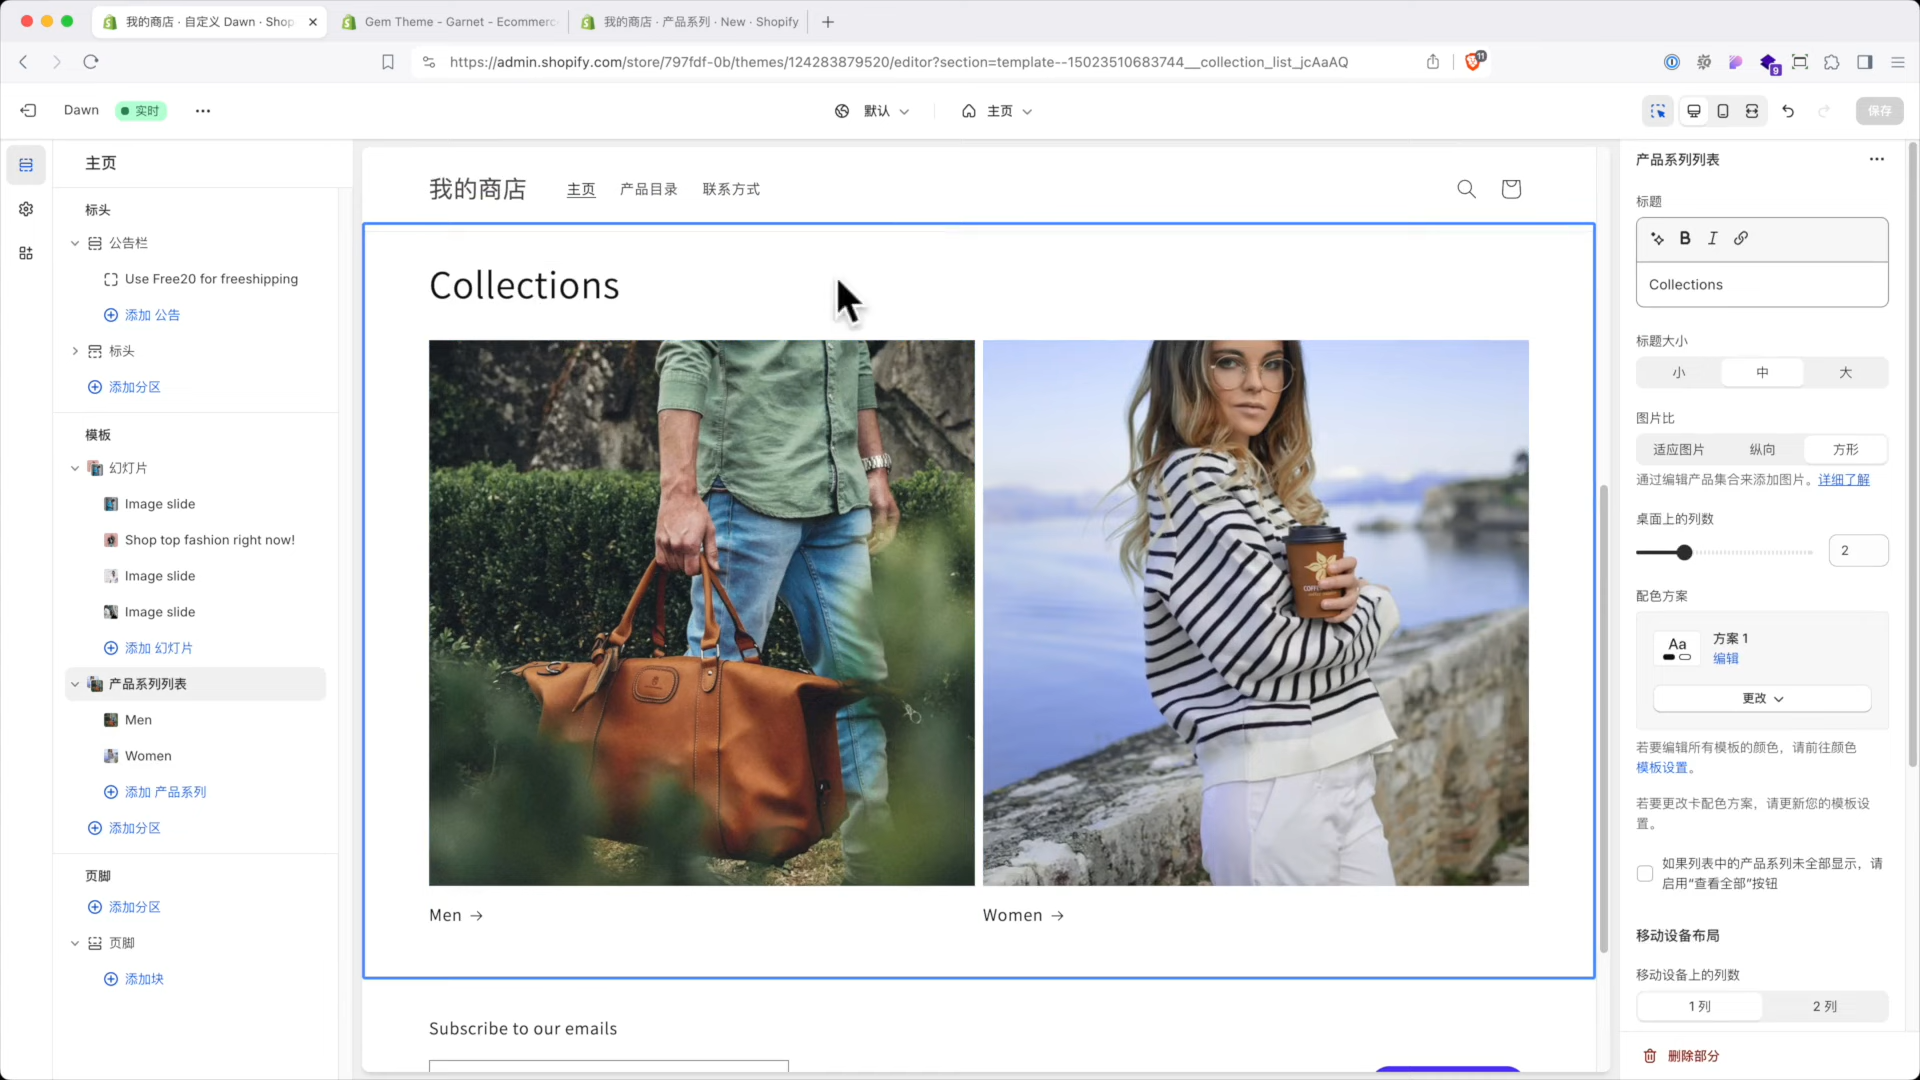 我的商店 · 自定义 Dawn · Shop
Gem Theme - Garnet - Ecommerc
我的商店 · 产品系列 · New · Shopify
https://admin.shopify.com/store/797fdf-0b/themes/124283879520/editor?section=template--15023510683744__collection_list_jcAaAQ
11
9
Dawn
实时
默认
主页
保存
主页
标头
公告栏
Use Free20 for freeshipping
添加 公告
标头
添加分区
模板
幻灯片
Image slide
Shop top fashion right now!
Image slide
Image slide
添加 幻灯片
产品系列列表
Men
Women
添加 产品系列
添加分区
页脚
添加分区
页脚
添加块
我的商店
主页
产品目录
联系方式
Collections
Men →
Women →
Subscribe to our emails
产品系列列表
标题
B I
Collections
标题大小
小 中 大
图片比
适应图片 纵向 方形
通过编辑产品集合来添加图片。详细了解
桌面上的列数
2
配色方案
Aa
方案 1
编辑
更改
若要编辑所有模板的颜色，请前往颜色
模板设置。
若要更改卡配色方案，请更新您的模板设
置。
如果列表中的产品系列未全部显示，请
启用“查看全部”按钮
移动设备布局
移动设备上的列数
1 列 2 列
删除部分